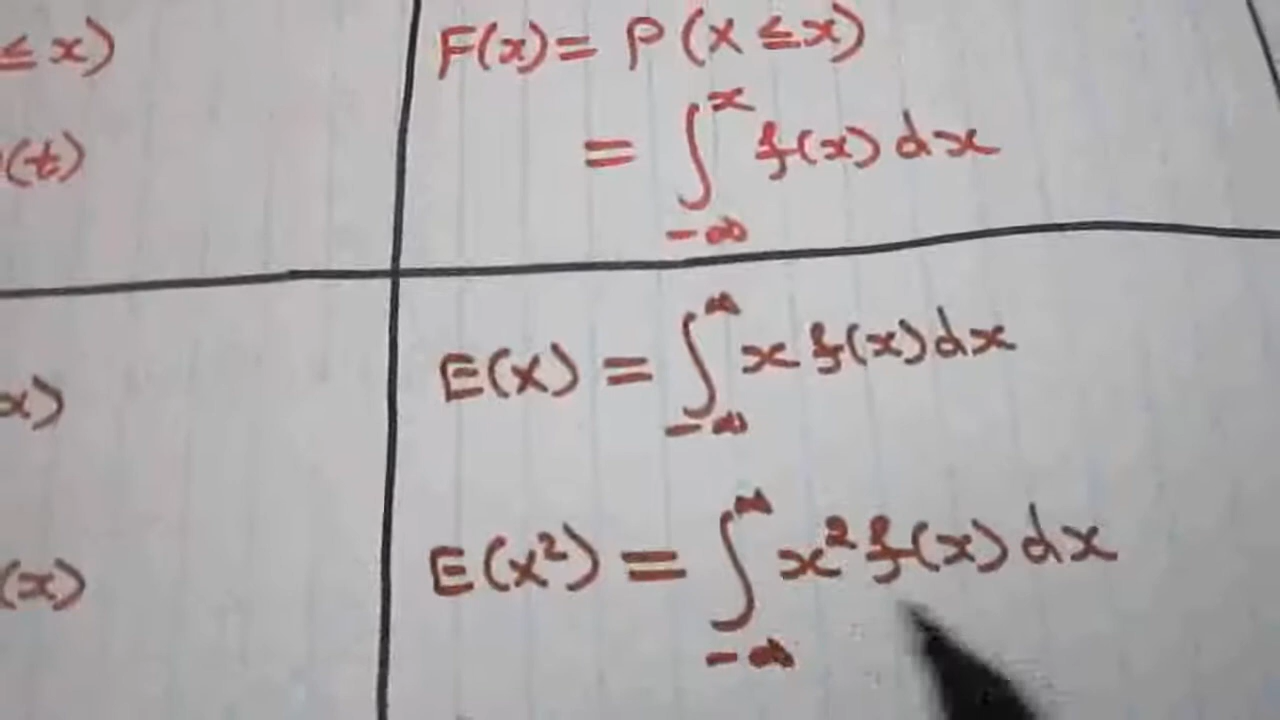 ≤ x)
(t)
x)
(x)
F(x) = P(X ≤ x)
= ∫_{-∞}^{x} f(x) dx
E(x) = ∫_{-∞}^{∞} x f(x) dx
E(x²) = ∫_{-∞}^{∞} x² f(x) dx